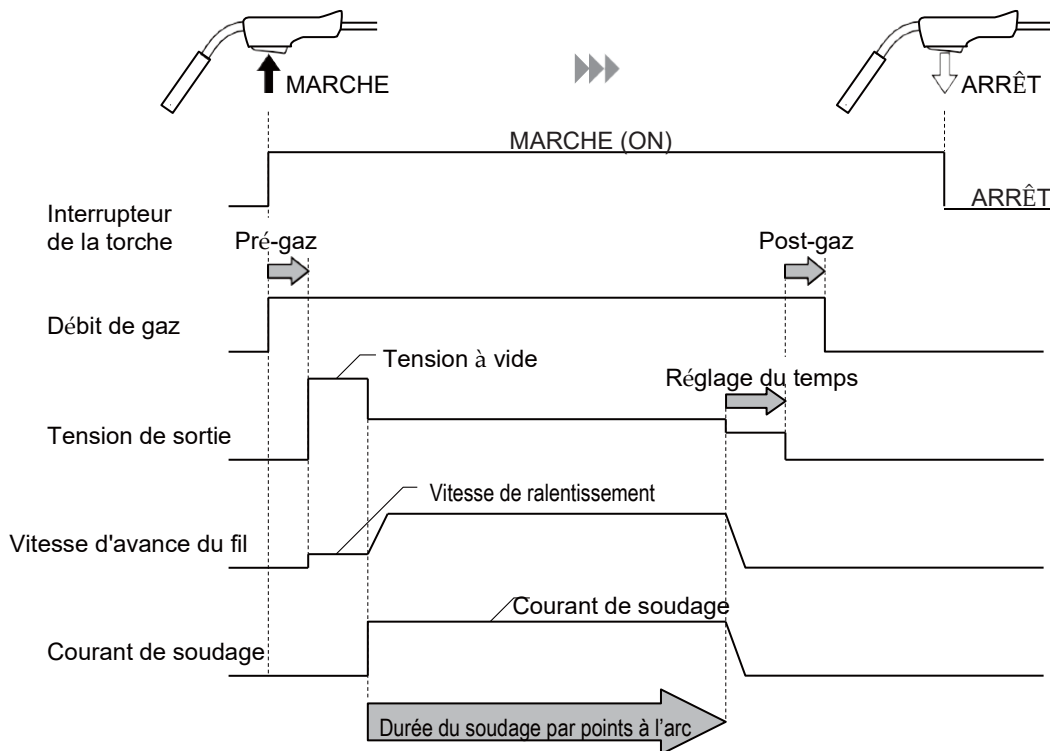 MARCHE
ARRÊT
MARCHE (ON)
ARRÊT
Interrupteur
de la torche
Pré-gaz
Post-gaz
Débit de gaz
Tension à vide
Réglage du temps
Tension de sortie
Vitesse de ralentissement
Vitesse d'avance du fil
Courant de soudage
Courant de soudage
Durée du soudage par points à l'arc